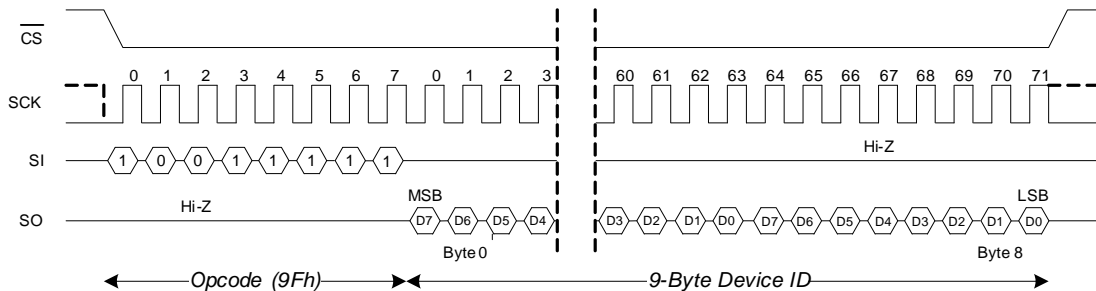 CS
0 1 2 3 4 5 6 7 0 1 2 3 60 61 62 63 64 65 66 67 68 69 70 71
SCK
Hi-Z
SI 1 0 0 1 1 1 1 1
MSB LSB
Hi-Z
SO D7 D6 D5 D4 D3 D2 D1 D0 D7 D6 D5 D4 D3 D2 D1 D0
Byte 0 Byte 8
Opcode (9Fh) 9-Byte Device ID